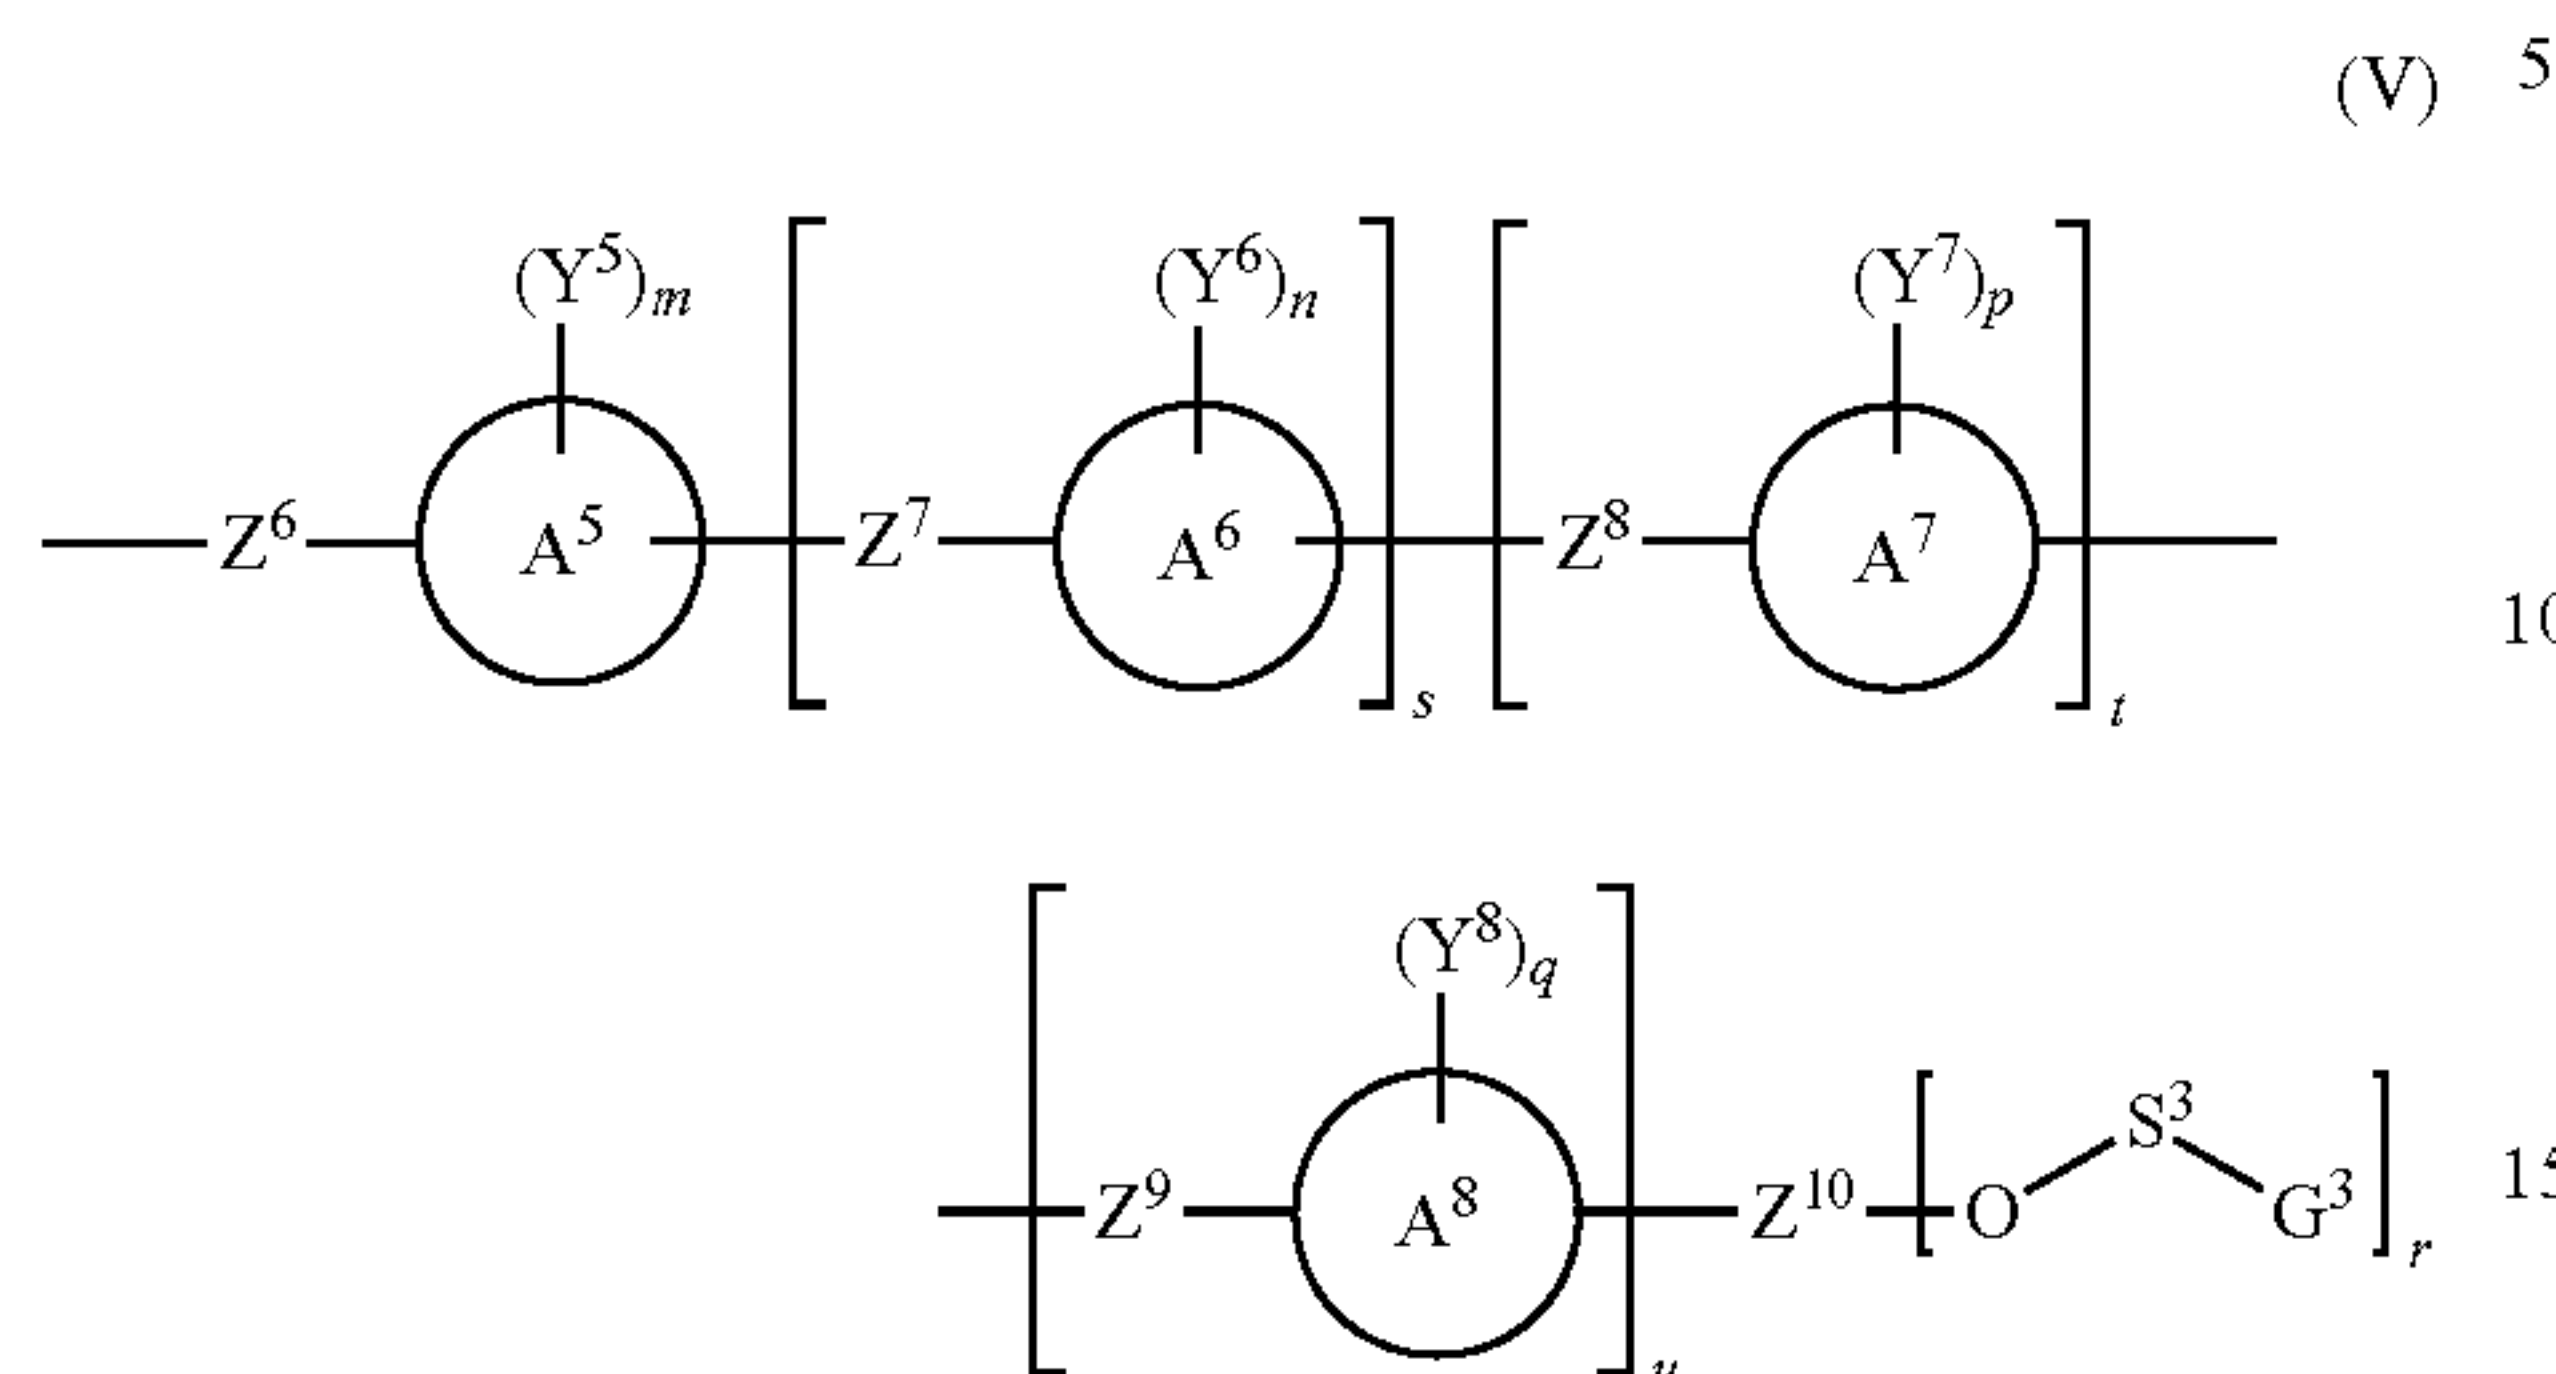 (V) 5
(Y⁵)m (Y⁶)n (Y⁷)p
Z⁶ A⁵ Z⁷ A⁶ Z⁸ A⁷
10
s t
(Y⁸)q
Z⁹ A⁸ Z¹⁰ O S³ G³ r 15
u